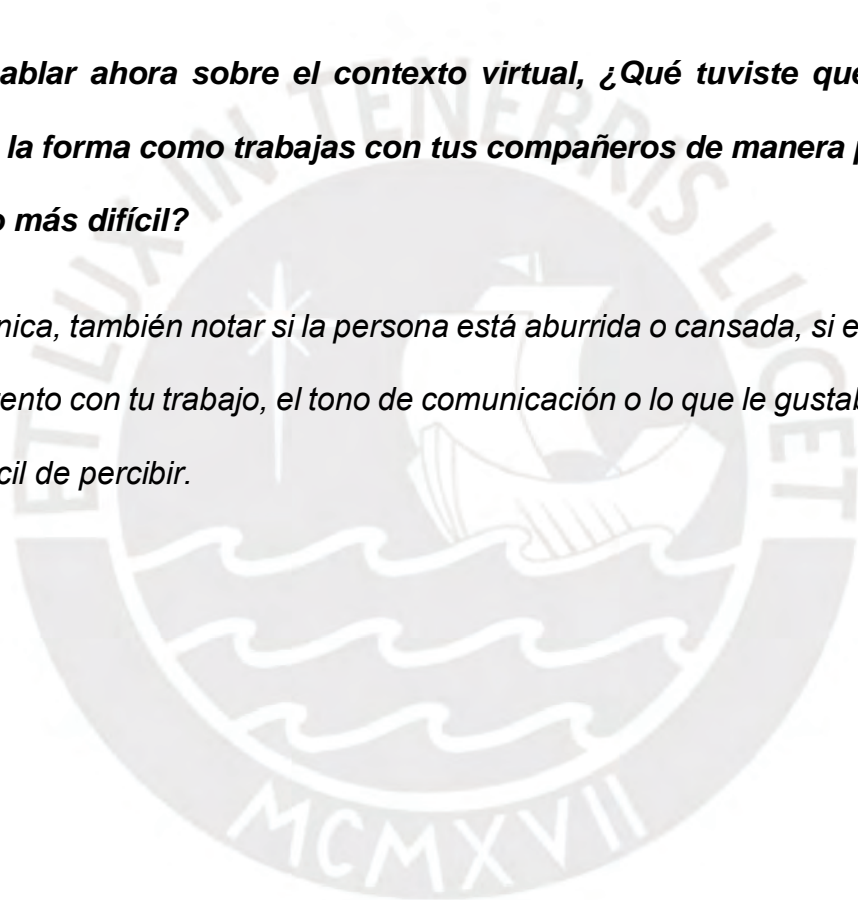 ablar ahora sobre el contexto virtual, ¿Qué tuviste que
la forma como trabajas con tus compañeros de manera p
o más difícil?
nica, también notar si la persona está aburrida o cansada, si e
ento con tu trabajo, el tono de comunicación o lo que le gustab
cil de percibir.
ET LUX IN TENEBRIS LUCET
MCMXVII